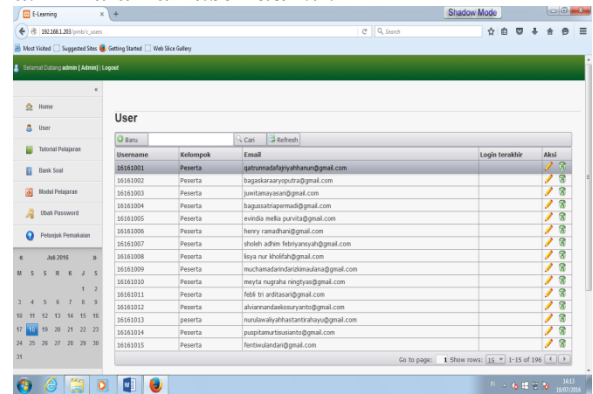 E-Learning
Shadow Mode
192.168.1.203/pmb/c_users
Search
Most Visited Suggested Sites Getting Started Web Slice Gallery
Selamat Datang admin [ Admin] | Logout
«
Home
User
Tutorial Pelajaran
Bank Soal
Modul Pelajaran
Ubah Password
Petunjuk Pemakaian
« Juli 2016 »
M S S R K J S
1 2
3 4 5 6 7 8 9
10 11 12 13 14 15 16
17 18 19 20 21 22 23
24 25 26 27 28 29 30
31
User
Baru Cari Refresh
Username Kelompok Email Login terakhir Aksi
16161001 Peserta qatrunnadafajriyahhanun@gmail.com
16161002 Peserta bagaskaraaryoputra@gmail.com
16161003 Peserta juwitamayasari@gmail.com
16161004 Peserta bagussatriapermadi@gmail.com
16161005 Peserta evindia mellia purvita@gmail.com
16161006 Peserta henry ramadhani@gmail.com
16161007 Peserta sholeh adhim febriyansyah@gmail.com
16161008 Peserta lisya nur kholifah@gmail.com
16161009 Peserta muchamadarindarizkimaulana@gmail.com
16161010 Peserta meyta nugraha ningtyas@gmail.com
16161011 Peserta febli tri arditasari@gmail.com
16161012 Peserta alviannandaekosuryanto@gmail.com
16161013 peserta nurulawaliyahhastantirahayu@gmail.com
16161014 Peserta puspitamurtisusianto@gmail.com
16161015 Peserta fentiwulandari@gmail.com
Go to page: 1 Show rows: 15 1-15 of 196
14:13
18/07/2016